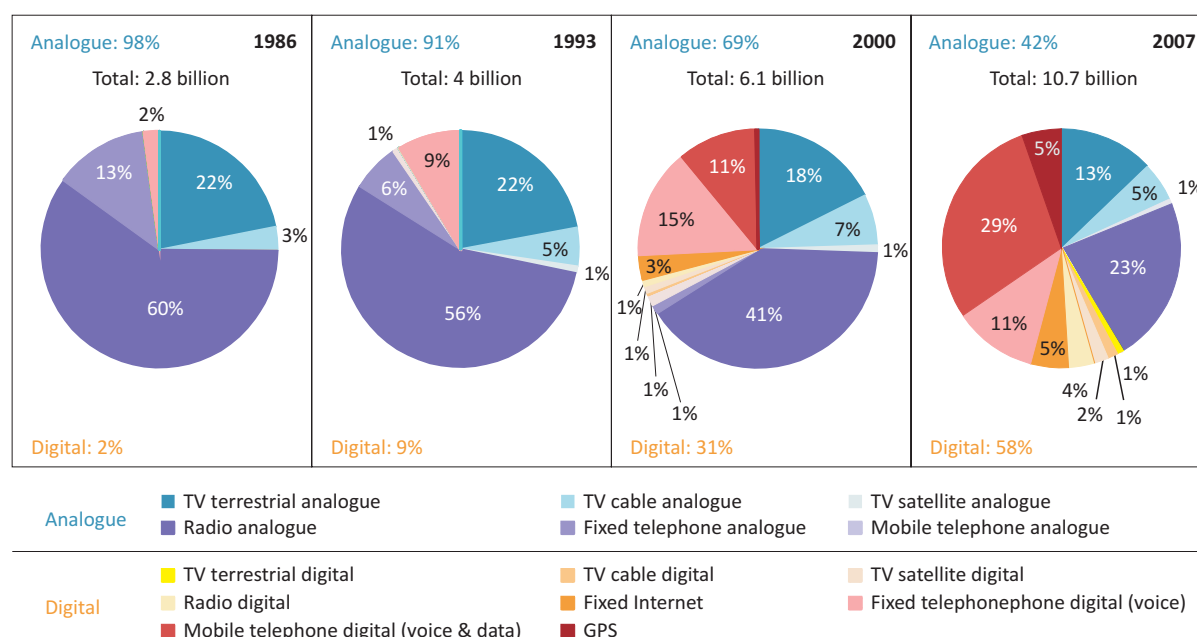 Analogue: 98% 1986
Total: 2.8 billion
2%
13%
22%
3%
60%
Digital: 2%
Analogue: 91% 1993
Total: 4 billion
1%
9%
6%
22%
5%
1%
56%
Digital: 9%
Analogue: 69% 2000
Total: 6.1 billion
11%
18%
15%
7%
1%
3%
1%
41%
1%
1%
1%
Digital: 31%
Analogue: 42% 2007
Total: 10.7 billion
5%
13%
5%
1%
29%
23%
11%
5%
4%
1%
2%
1%
Digital: 58%
Analogue
TV terrestrial analogue TV cable analogue TV satellite analogue
Radio analogue Fixed telephone analogue Mobile telephone analogue
Digital
TV terrestrial digital TV cable digital TV satellite digital
Radio digital Fixed Internet Fixed telephonephone digital (voice)
Mobile telephone digital (voice & data) GPS